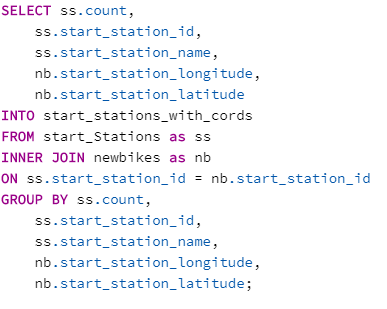 SELECT ss.count,
    ss.start_station_id,
    ss.start_station_name,
    nb.start_station_longitude,
    nb.start_station_latitude
INTO start_stations_with_cords
FROM start_Stations as ss
INNER JOIN newbikes as nb
ON ss.start_station_id = nb.start_station_id
GROUP BY ss.count,
    ss.start_station_id,
    ss.start_station_name,
    nb.start_station_longitude,
    nb.start_station_latitude;